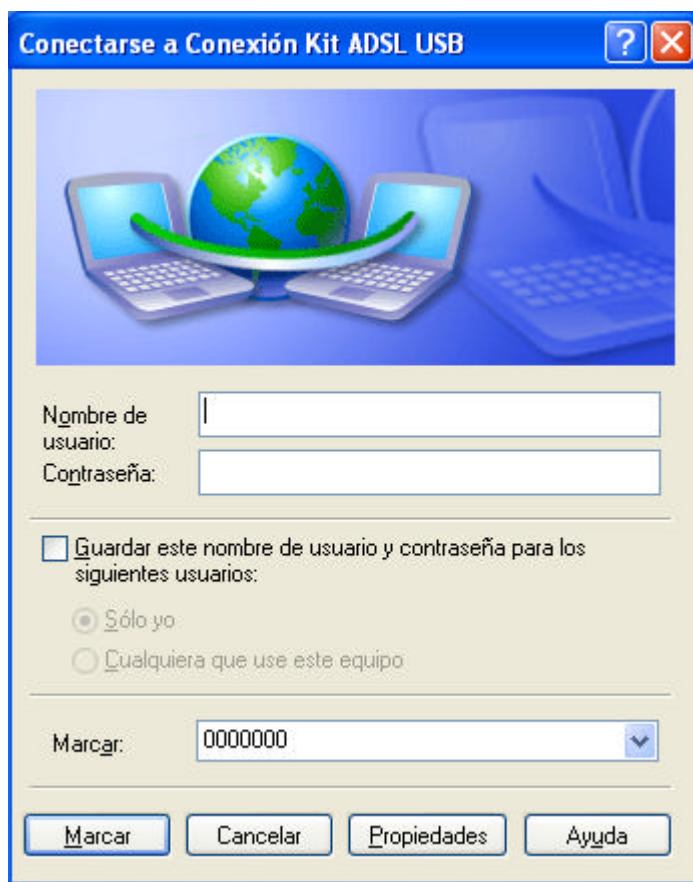 Conectarse a Conexión Kit ADSL USB
Nombre de
usuario:
Contraseña:
Guardar este nombre de usuario y contraseña para los
siguientes usuarios:
Sólo yo
Cualquiera que use este equipo
Marcar: 0000000
Marcar Cancelar Propiedades Ayuda